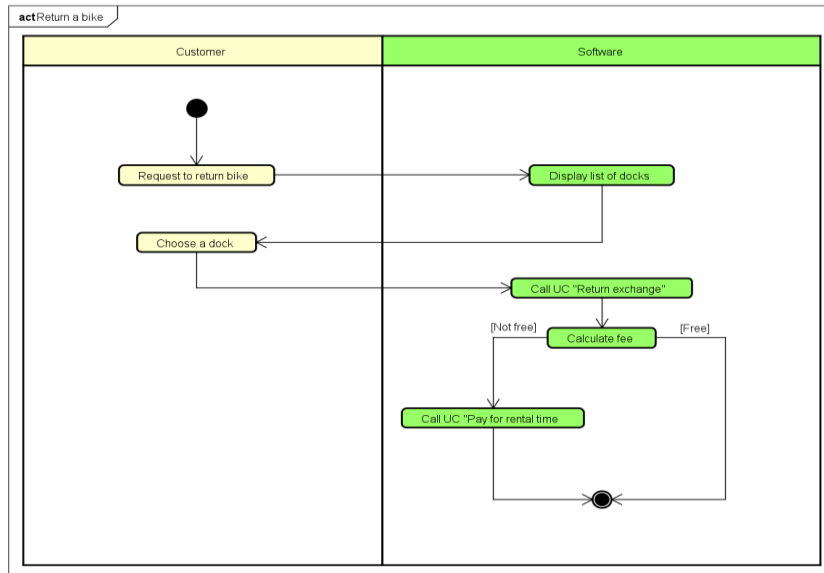 act Return a bike
Customer
Software
Request to return bike
Display list of docks
Choose a dock
Call UC "Return exchange"
[Not free]
[Free]
Calculate fee
Call UC "Pay for rental time